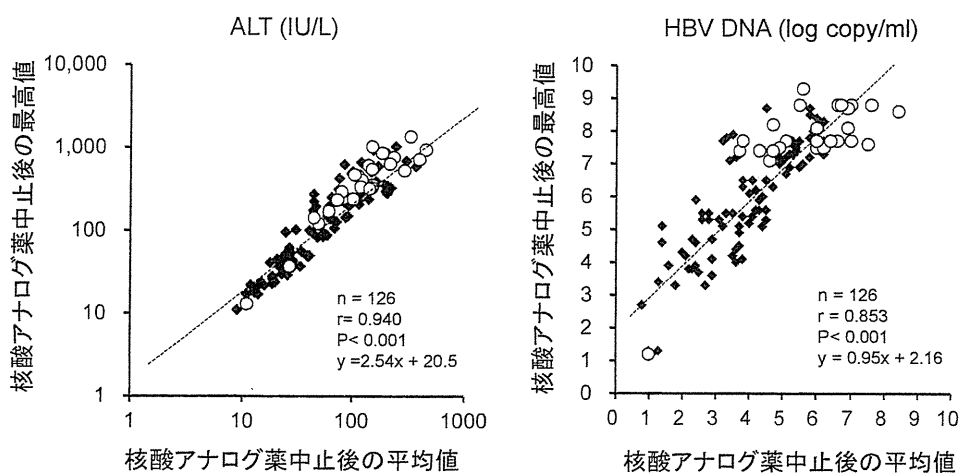 ALT (IU/L)
核酸アナログ薬中止後の最高値
10,000
1,000
100
10
1
n = 126
r= 0.940
P< 0.001
y =2.54x + 20.5
1 10 100 1000
核酸アナログ薬中止後の平均値
HBV DNA (log copy/ml)
核酸アナログ薬中止後の最高値
10
9
8
7
6
5
4
3
2
1
0
n = 126
r = 0.853
P< 0.001
y = 0.95x + 2.16
0 1 2 3 4 5 6 7 8 9 10
核酸アナログ薬中止後の平均値